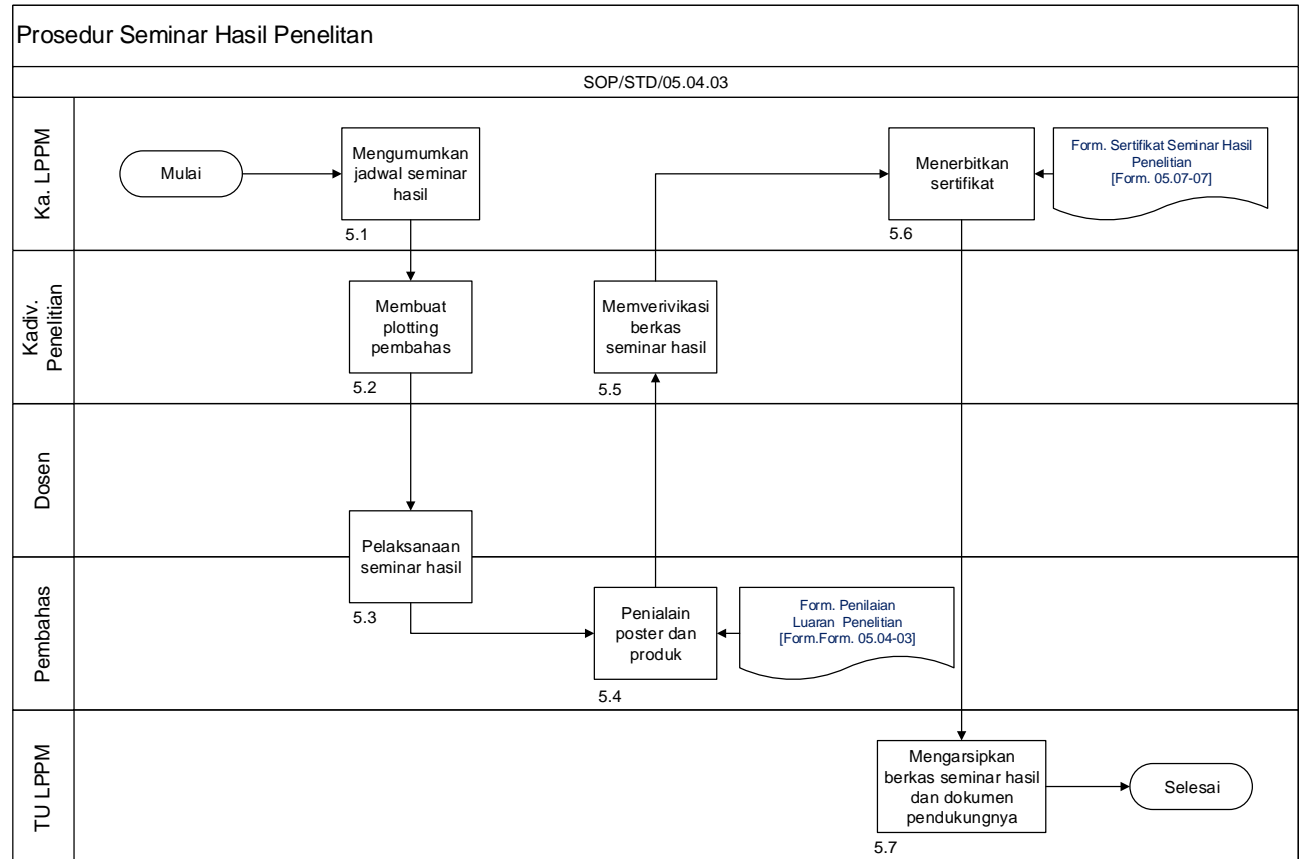 Prosedur Seminar Hasil Penelitan
SOP/STD/05.04.03
Ka. LPPM
Mulai
Mengumumkan
jadwal seminar
hasil
5.1
Menerbitkan
sertifikat
5.6
Form. Sertifikat Seminar Hasil
Penelitian
[Form. 05.07-07]
Kadiv.
Penelitian
Membuat
plotting
pembahas
5.2
Memverivikasi
berkas
seminar hasil
5.5
Dosen
Pelaksanaan
seminar hasil
5.3
Pembahas
Penialain
poster dan
produk
5.4
Form. Penilaian
Luaran Penelitian
[Form.Form. 05.04-03]
TU LPPM
Mengarsipkan
berkas seminar hasil
dan dokumen
pendukungnya
5.7
Selesai